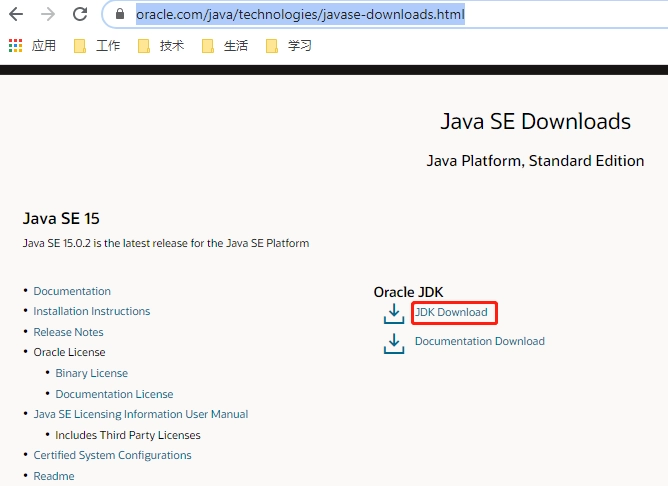 oracle.com/java/technologies/javase-downloads.html
应用 工作 技术 生活 学习
Java SE Downloads
Java Platform, Standard Edition
Java SE 15
Java SE 15.0.2 is the latest release for the Java SE Platform
Documentation
Installation Instructions
Release Notes
Oracle License
Binary License
Documentation License
Java SE Licensing Information User Manual
Includes Third Party Licenses
Certified System Configurations
Readme
Oracle JDK
JDK Download
Documentation Download